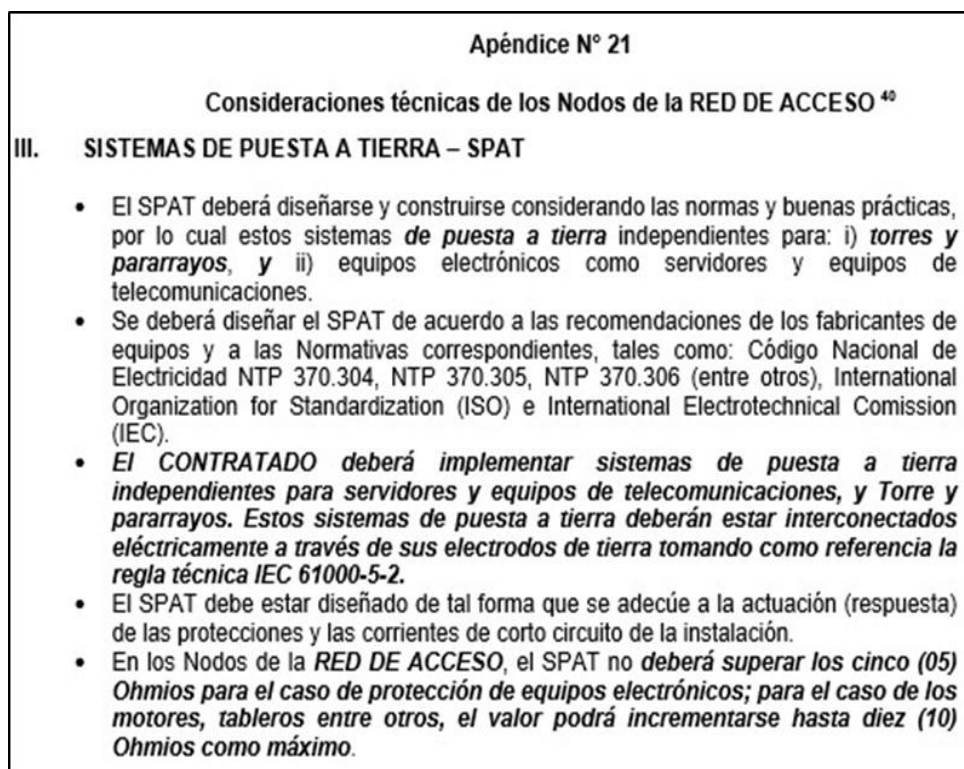 Apéndice N° 21
Consideraciones técnicas de los Nodos de la RED DE ACCESO ⁴⁰
III. SISTEMAS DE PUESTA A TIERRA – SPAT
• El SPAT deberá diseñarse y construirse considerando las normas y buenas prácticas,
por lo cual estos sistemas de puesta a tierra independientes para: i) torres y
pararrayos, y ii) equipos electrónicos como servidores y equipos de
telecomunicaciones.
• Se deberá diseñar el SPAT de acuerdo a las recomendaciones de los fabricantes de
equipos y a las Normativas correspondientes, tales como: Código Nacional de
Electricidad NTP 370.304, NTP 370.305, NTP 370.306 (entre otros), International
Organization for Standardization (ISO) e International Electrotechnical Comission
(IEC).
• El CONTRATADO deberá implementar sistemas de puesta a tierra
independientes para servidores y equipos de telecomunicaciones, y Torre y
pararrayos. Estos sistemas de puesta a tierra deberán estar interconectados
eléctricamente a través de sus electrodos de tierra tomando como referencia la
regla técnica IEC 61000-5-2.
• El SPAT debe estar diseñado de tal forma que se adecúe a la actuación (respuesta)
de las protecciones y las corrientes de corto circuito de la instalación.
• En los Nodos de la RED DE ACCESO, el SPAT no deberá superar los cinco (05)
Ohmios para el caso de protección de equipos electrónicos; para el caso de los
motores, tableros entre otros, el valor podrá incrementarse hasta diez (10)
Ohmios como máximo.